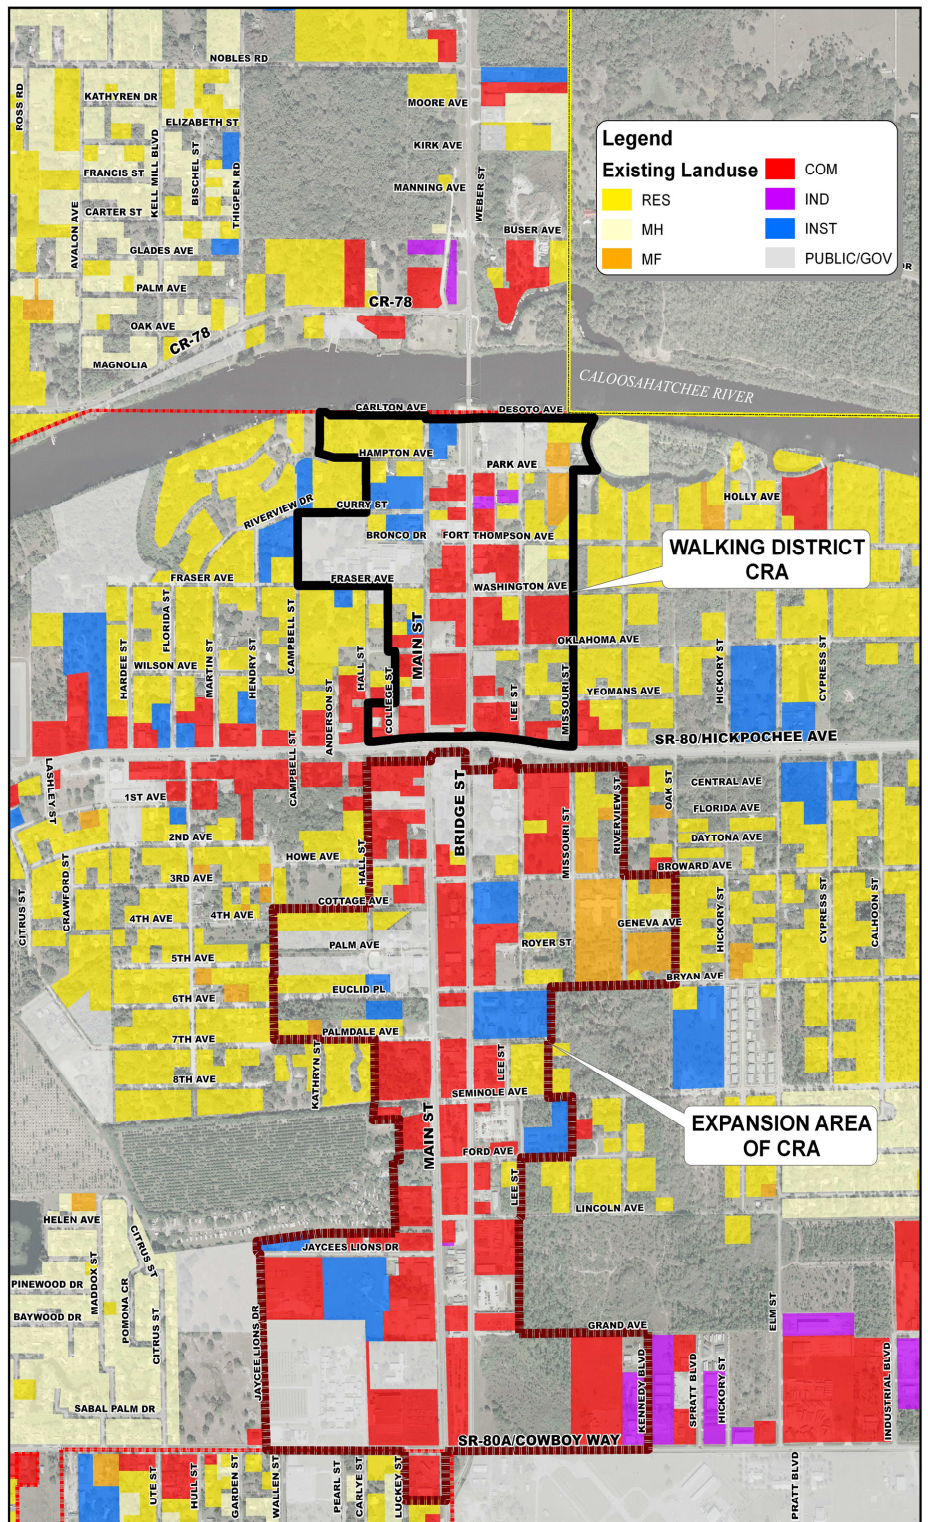 NOBLES RD
ROSS RD
KATHYREN DR
MOORE AVE
ELIZABETH ST
KELL MILL BLVD
BISCHEL ST
THIGPEN RD
KIRK AVE
FRANCIS ST
MANNING AVE
WEBER ST
CARTER ST
AVALON AVE
GLADES AVE
BUSER AVE
PALM AVE
CR-78
OAK AVE
CR-78
MAGNOLIA
Legend
Existing Landuse
RES
MH
MF
COM
IND
INST
PUBLIC/GOV
DR
CALOOSAHATCHEE RIVER
CARLTON AVE
DESOTO AVE
HAMPTON AVE
PARK AVE
RIVERVIEW DR
CURRY ST
HOLLY AVE
BRONCO DR
FORT THOMPSON AVE
WALKING DISTRICT
CRA
FRASER AVE
FRASER AVE
WASHINGTON AVE
HARDEE ST
FLORIDA ST
WILSON AVE
MARTIN ST
HENDRY ST
CAMPBELL ST
ANDERSON ST
HALL ST
COLLEGE ST
MAIN ST
OKLAHOMA AVE
LEE ST
MISSOURI ST
YEOMANS AVE
HICKORY ST
CYPRESS ST
SR-80/HICKPOCHEE AVE
LASHLEY ST
1ST AVE
CAMPBELL ST
BRIDGE ST
CENTRAL AVE
OAK ST
FLORIDA AVE
2ND AVE
DAYTONA AVE
RIVERVIEW ST
MISSOURI ST
HOWE AVE
HALL ST
BROWARD AVE
CRAWFORD ST
3RD AVE
CITRUS ST
COTTAGE AVE
4TH AVE
4TH AVE
GENEVA AVE
HICKORY ST
CYPRESS ST
CALHOON ST
PALM AVE
ROYER ST
5TH AVE
BRYAN AVE
EUCLID PL
6TH AVE
PALMDALE AVE
7TH AVE
KATHRYN ST
8TH AVE
LEE ST
SEMINOLE AVE
MAIN ST
EXPANSION AREA
OF CRA
FORD AVE
LEE ST
LINCOLN AVE
HELEN AVE
CITRUS ST
JAYCEES LIONS DR
PINEWOOD DR
MADDOX ST
POMONA CR
BAYWOOD DR
CITRUS ST
JAYCEE LIONS DR
GRAND AVE
ELM ST
KENNEDY BLVD
SPRATT BLVD
HICKORY ST
INDUSTRIAL BLVD
SABAL PALM DR
SR-80A/COWBOY WAY
UTE ST
HULL ST
GARDEN ST
WALLEN ST
PEARL ST
CARLYE ST
LUCKEY ST
PRATT BLVD